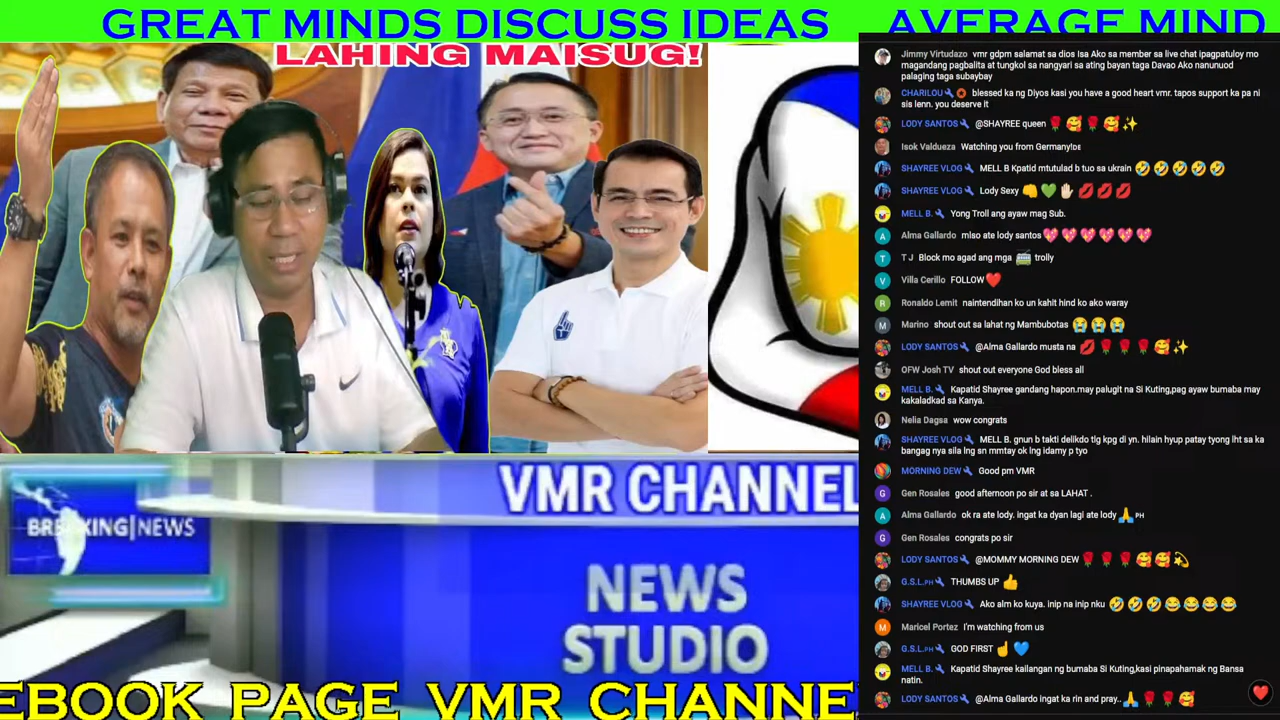 GREAT MINDS DISCUSS IDEAS AVERAGE MIND
LAHING MAISUG!
Jimmy Virtudazo vmr gdpm salamat sa dios Isa Ako sa member sa live chat ipagpatuloy mo
magandang pagbalita at tungkol sa nangyari sa ating bayan taga Davao Ako nanunuod
palaging taga subaybay
CHARILOU blessed ka ng Diyos kasi you have a good heart vmr. tapos support ka pa ni
sis lenn. you deserve it
LODY SANTOS @SHAYREE queen 🌹🥰🌹🥰✨
Isok Valdueza Watching you from Germany!DE
SHAYREE VLOG MELL B Kpatid mtutulad b tuo sa ukrain 🤣🤣🤣🤣🤣
SHAYREE VLOG Lody Sexy 👊💚🖐🏻💋💋💋
MELL B. Yong Troll ang ayaw mag Sub.
A Alma Gallardo mlso ate lody santos 💖💖💖💖💖💖
T T J Block mo agad ang mga 🚎 trolly
V Villa Cerillo FOLLOW ❤️
R Ronaldo Lemit naintendihan ko un kahit hind ko ako waray
M Marino shout out sa lahat ng Mambubotas 😭😭😭
LODY SANTOS @Alma Gallardo musta na 💋🌹🌹🌹🥰✨
OFW Josh TV shout out everyone God bless all
MELL B. Kapatid Shayree gandang hapon.may palugit na Si Kuting,pag ayaw bumaba may
kakaladkad sa Kanya.
Nelia Dagsa wow congrats
SHAYREE VLOG MELL B. gnun b takti delikdo tlg kpg di yn. hilain hyup patay tyong lht sa ka
bangag nya sila lng sn mmtay ok lng idamy p tyo
MORNING DEW Good pm VMR
G Gen Rosales good afternoon po sir at sa LAHAT .
A Alma Gallardo ok ra ate lody. ingat ka dyan lagi ate lody 🙏 PH
G Gen Rosales congrats po sir
LODY SANTOS @MOMMY MORNING DEW 🌹🌹🌹🥰🥰💫
G.S.L.PH THUMBS UP 👍
SHAYREE VLOG Ako alm ko kuya. inip na inip nku 🤣🤣🤣😂😂😂😂
M Maricel Portez I'm watching from us
G.S.L.PH GOD FIRST ☝️💙
MELL B. Kapatid Shayree kailangan ng bumaba Si Kuting,kasi pinapahamak ng Bansa
natin.
LODY SANTOS @Alma Gallardo ingat ka rin and pray..🙏🌹🌹🥰
VMR CHANNEL
BREAKING|NEWS
NEWS
STUDIO
EBOOK PAGE VMR CHANNE